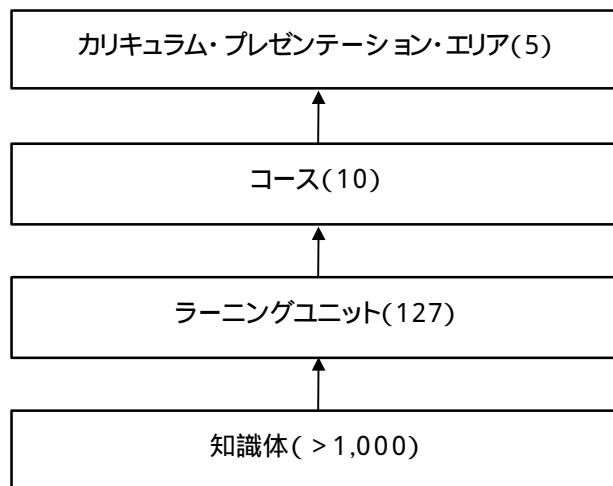 カリキュラム・プレゼンテーション・エリア(5)
コース(10)
ラーニングユニット(127)
知識体(>1,000)